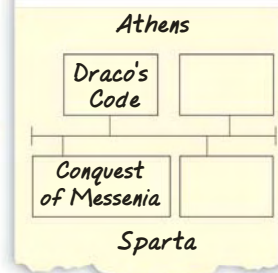 Athens
Draco's
Code
Conquest
of Messenia
Sparta